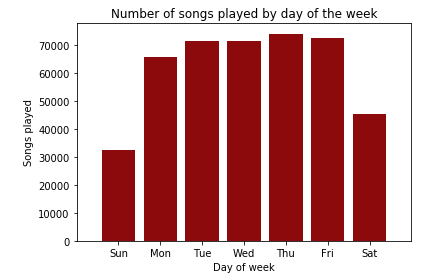 Number of songs played by day of the week
Songs played
70000
60000
50000
40000
30000
20000
10000
0
Sun Mon Tue Wed Thu Fri Sat
Day of week